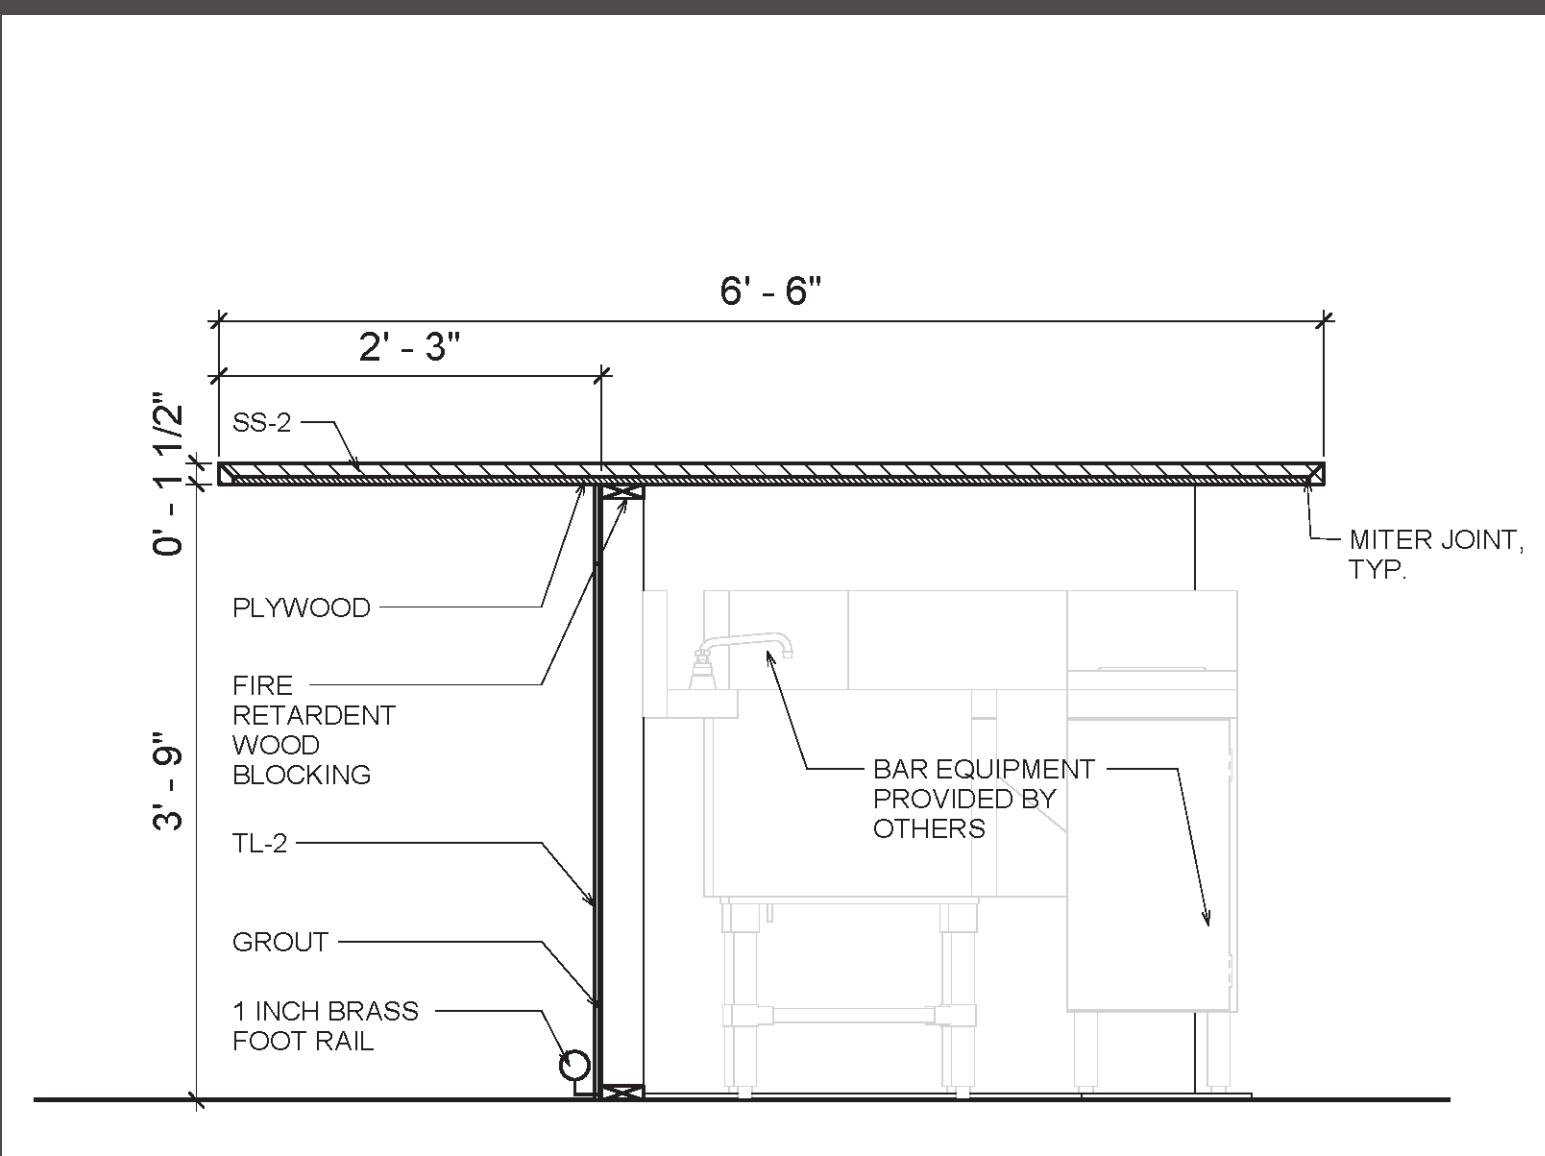 6' - 6"
2' - 3"
0' - 1 1/2"
SS-2
MITER JOINT,
TYP.
PLYWOOD
FIRE
RETARDENT
WOOD
BLOCKING
3' - 9"
BAR EQUIPMENT
PROVIDED BY
OTHERS
TL-2
GROUT
1 INCH BRASS
FOOT RAIL